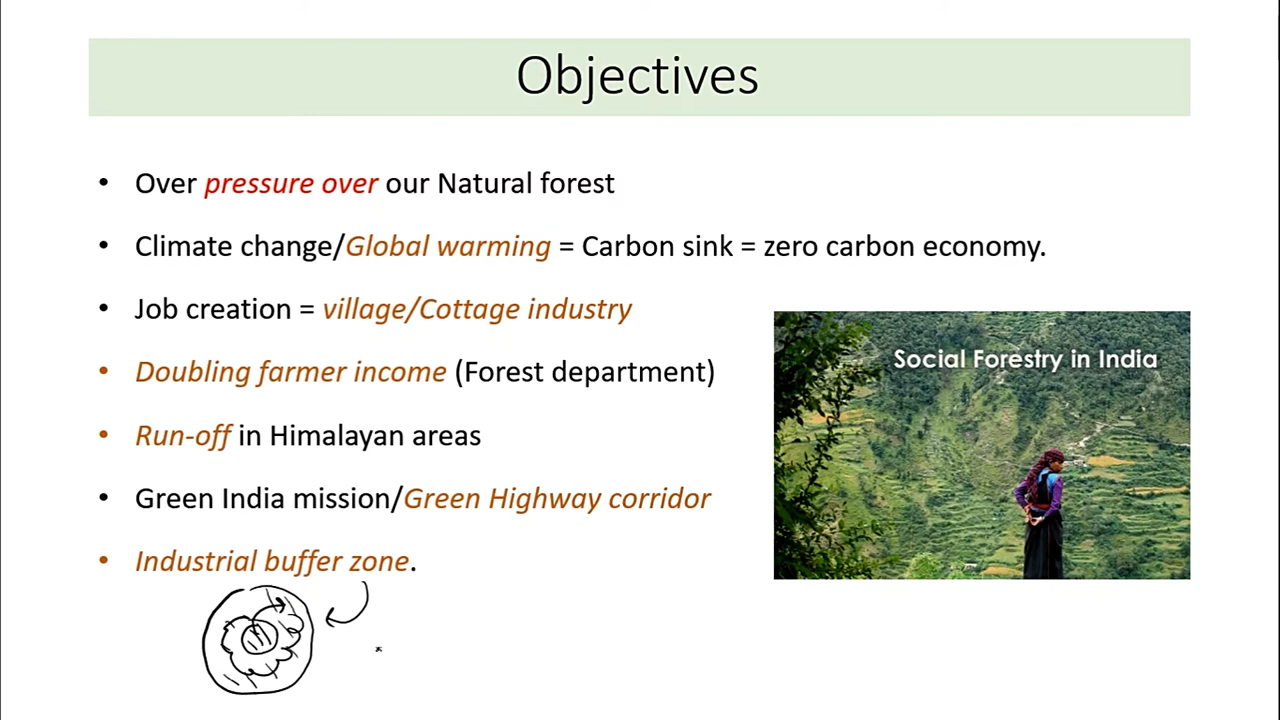 Objectives
• Over pressure over our Natural forest
• Climate change/Global warming = Carbon sink = zero carbon economy.
• Job creation = village/Cottage industry
• Doubling farmer income (Forest department)
• Run-off in Himalayan areas
• Green India mission/Green Highway corridor
• Industrial buffer zone.
Social Forestry in India